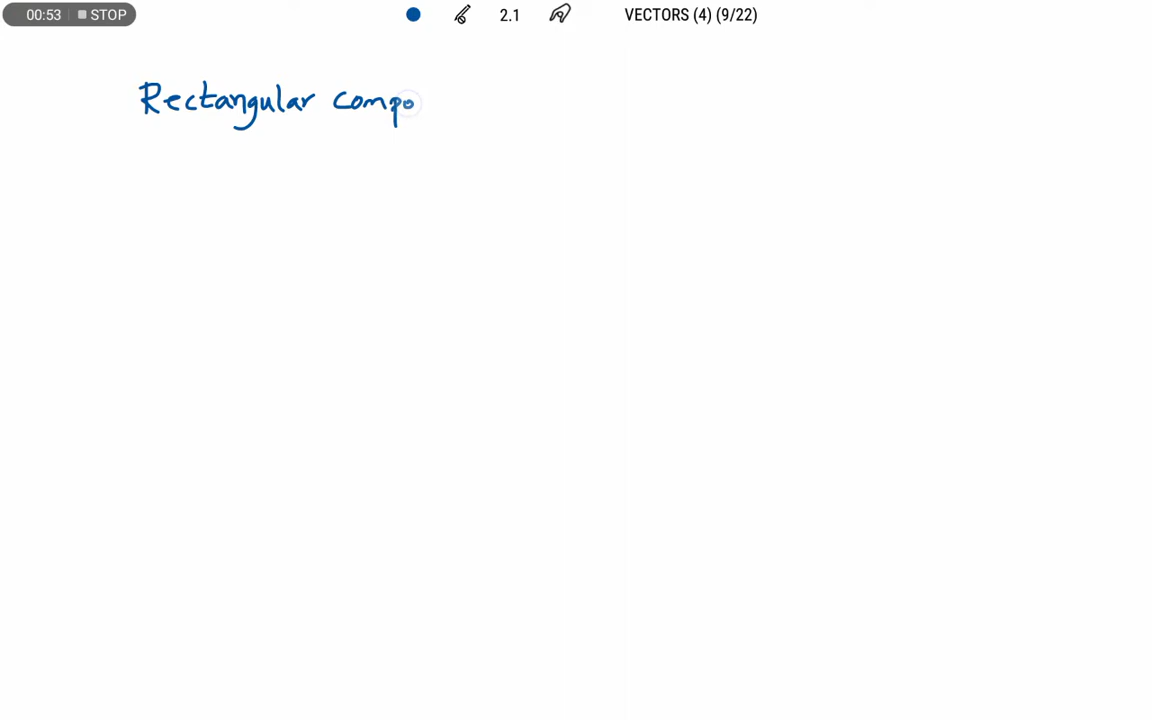 00:53 STOP 2.1 VECTORS (4) (9/22)
Rectangular compo